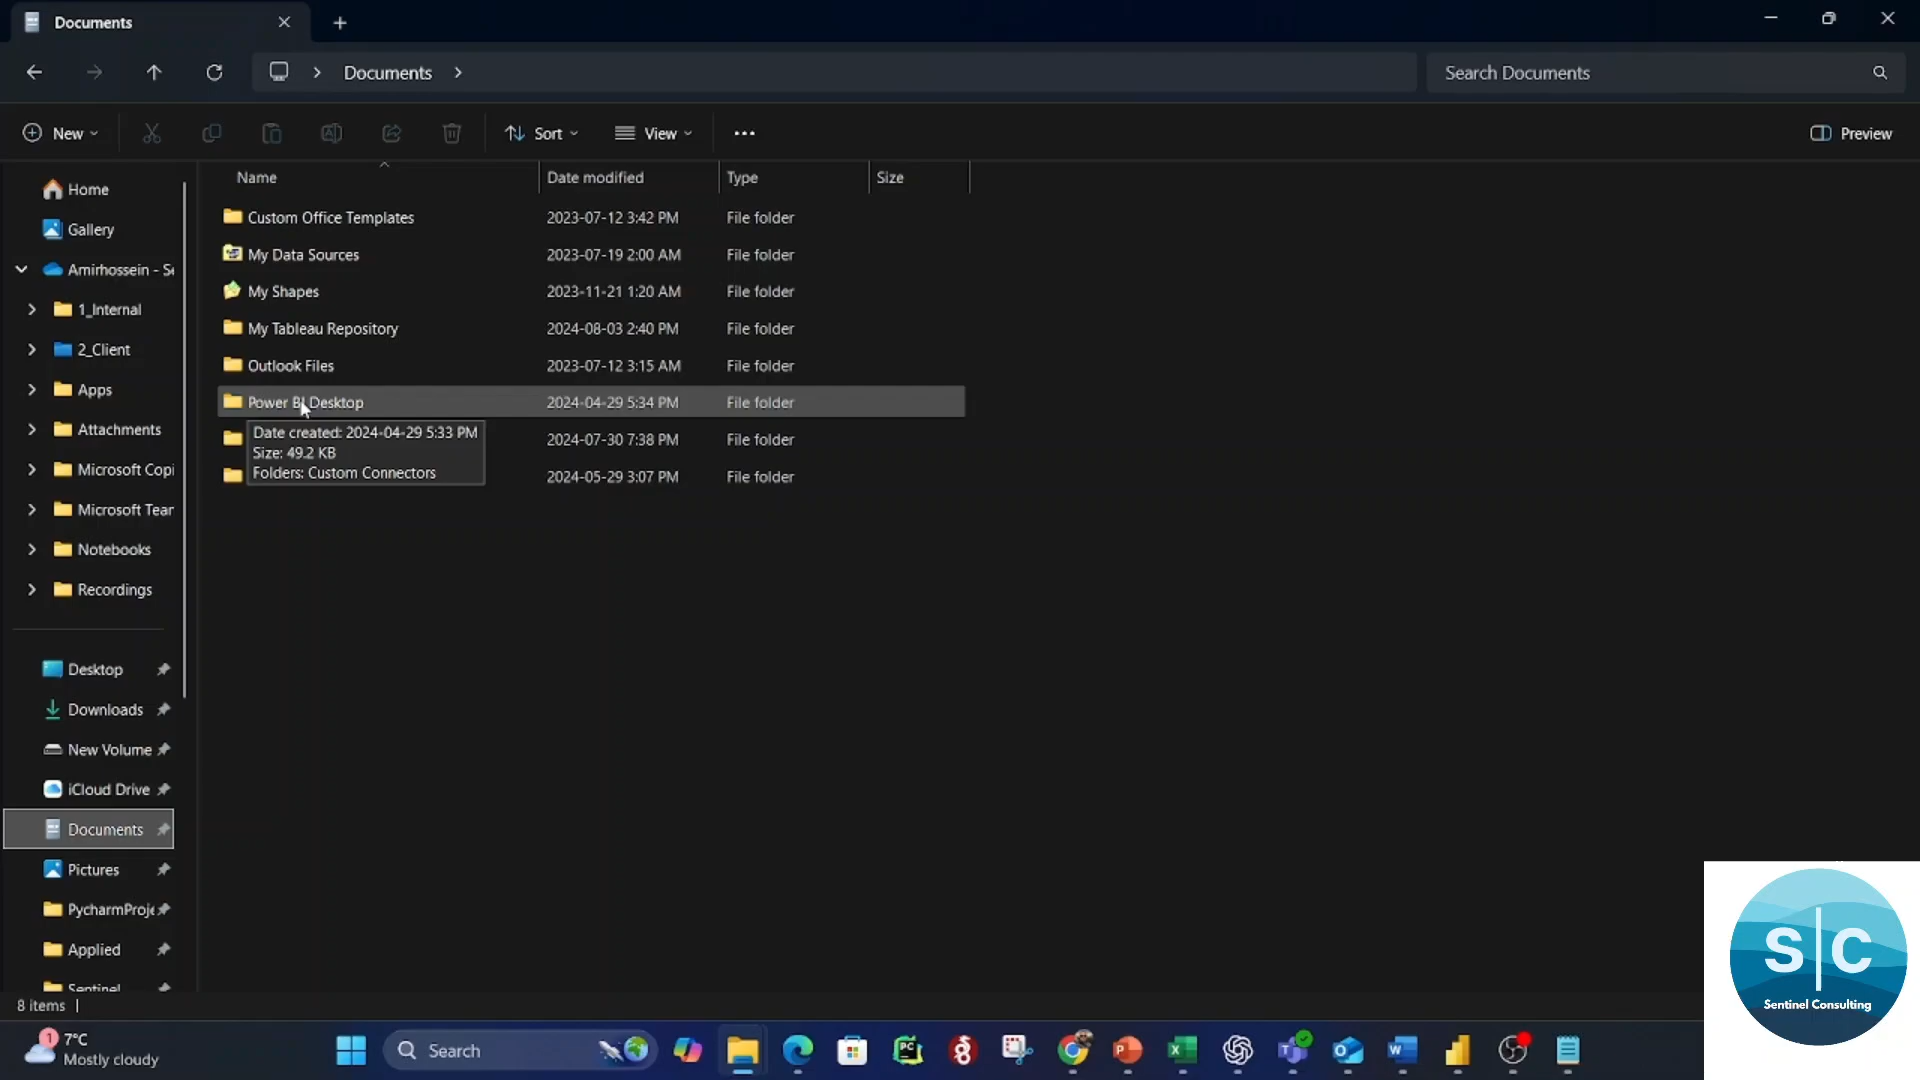 Documents
Documents
Search Documents
New
Sort
View
Preview
Name
Date modified
Type
Size
Custom Office Templates 2023-07-12 3:42 PM File folder
My Data Sources 2023-07-19 2:00 AM File folder
My Shapes 2023-11-21 1:20 AM File folder
My Tableau Repository 2024-08-03 2:40 PM File folder
Outlook Files 2023-07-12 3:15 AM File folder
Power BI Desktop 2024-04-29 5:34 PM File folder
2024-07-30 7:38 PM File folder
2024-05-29 3:07 PM File folder
Date created: 2024-04-29 5:33 PM
Size: 49.2 KB
Folders: Custom Connectors
Home
Gallery
Amirhossein - Se
1_Internal
2_Client
Apps
Attachments
Microsoft Copi
Microsoft Tear
Notebooks
Recordings
Desktop
Downloads
New Volume
iCloud Drive
Documents
Pictures
PycharmProje
Applied
Sentinel
8 items
S|C
Sentinel Consulting
1
7°C
Mostly cloudy
Search